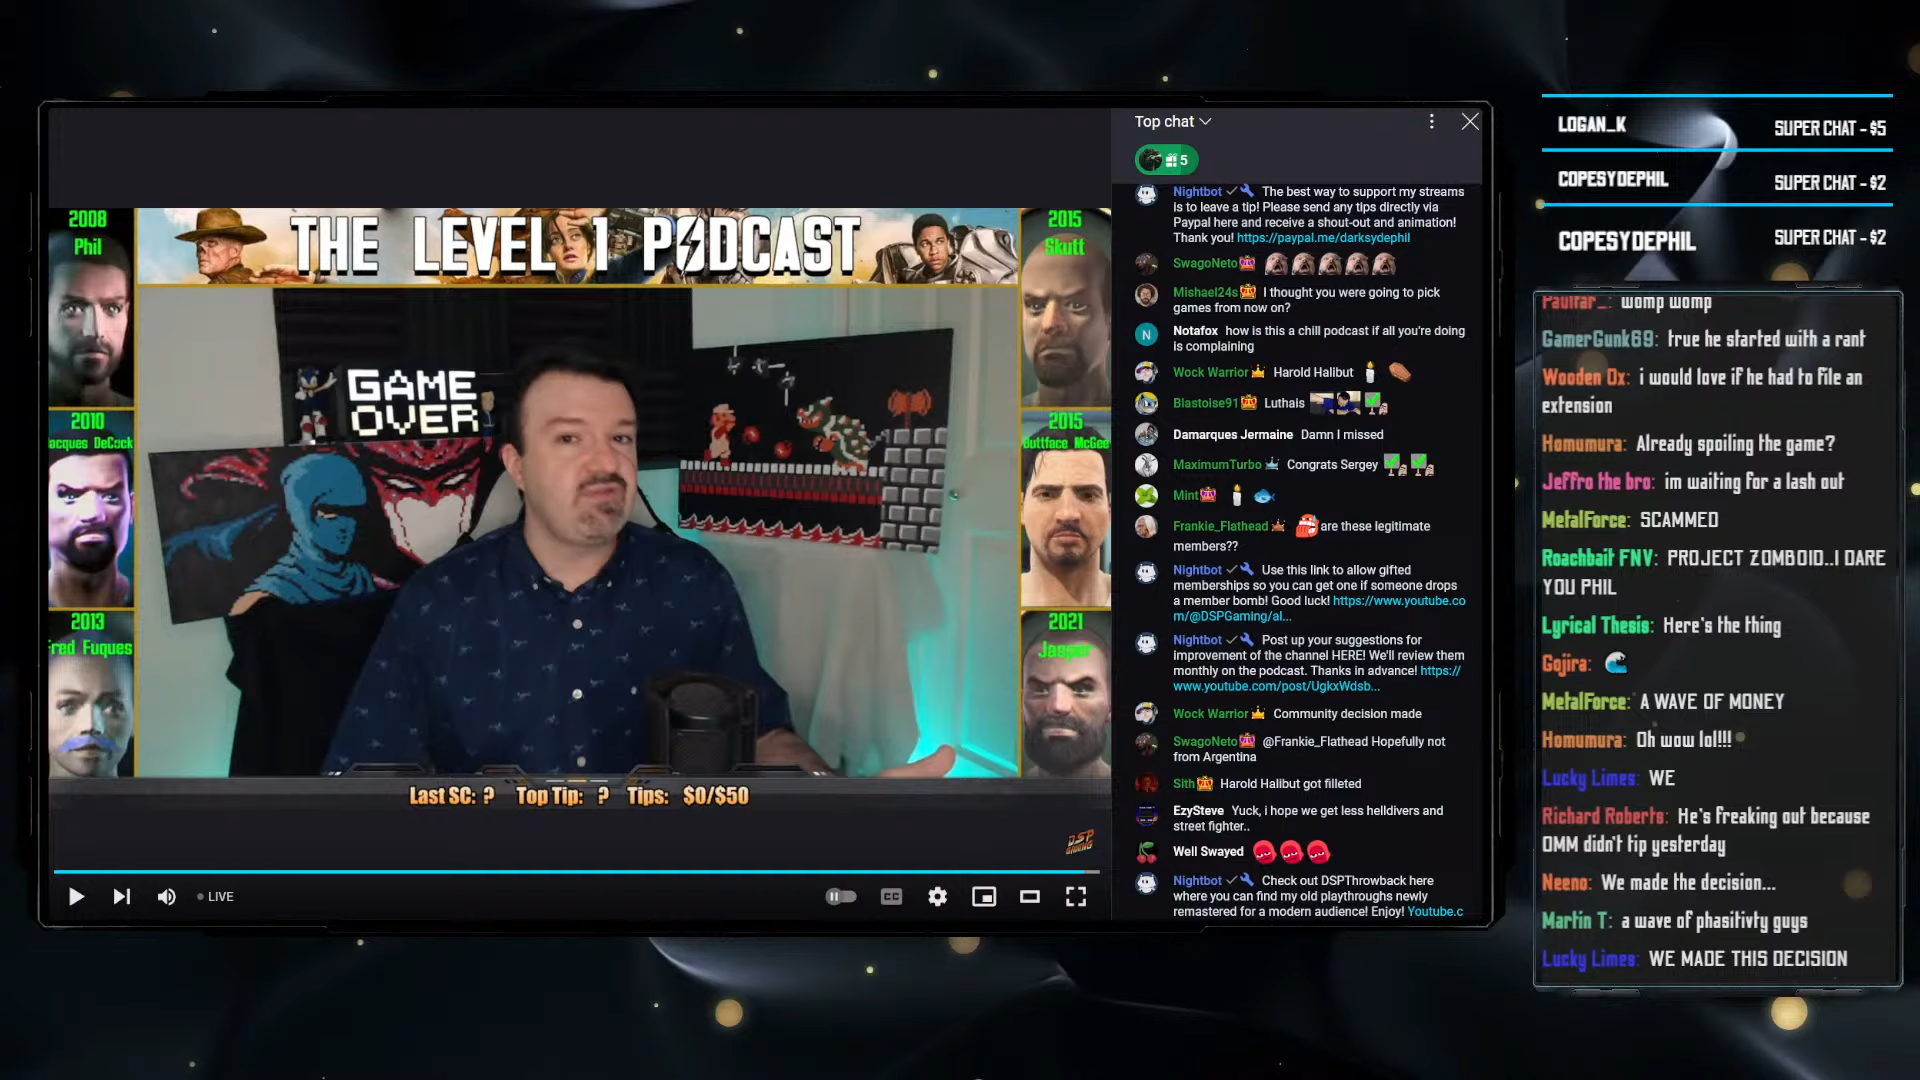 2008
Phil
2010
acques DeCock
2013
red Fuques
THE LEVEL 1 PODCAST
GAME
OVER
2015
Skutt
2015
Buttface McGee
2021
Jasper
Last SC: ? Top Tip: ? Tips: $0/$50
DSP
GAMING
LIVE
CC
Top chat
5
Nightbot The best way to support my streams
is to leave a tip! Please send any tips directly via
Paypal here and receive a shout-out and animation!
Thank you! https://paypal.me/darksydephil
SwagoNeto
Mishael24s I thought you were going to pick
games from now on?
N
Notafox how is this a chill podcast if all you're doing
is complaining
Wock Warrior Harold Halibut
Blastoise91 Luthais
Damarques Jermaine Damn I missed
MaximumTurbo Congrats Sergey
Mint
Frankie_Flathead are these legitimate
members??
Nightbot Use this link to allow gifted
memberships so you can get one if someone drops
a member bomb! Good luck! https://www.youtube.co
m/@DSPGaming/al...
Nightbot Post up your suggestions for
improvement of the channel HERE! We'll review them
monthly on the podcast. Thanks in advance! https://
www.youtube.com/post/UgkxWdsb...
Wock Warrior Community decision made
SwagoNeto @Frankie_Flathead Hopefully not
from Argentina
Sith Harold Halibut got filleted
EzySteve Yuck, i hope we get less helldivers and
street fighter..
Well Swayed
Nightbot Check out DSPThrowback here
where you can find my old playthroughs newly
remastered for a modern audience! Enjoy! Youtube.c
LOGAN_K SUPER CHAT - $5
COPESYDEPHIL SUPER CHAT - $2
COPESYDEPHIL SUPER CHAT - $2
Paulrar_: womp womp
GamerGunk69: true he started with a rant
Wooden Ox: i would love if he had to file an
extension
Homumura: Already spoiling the game?
Jeffro the bro: im waiting for a lash out
MetalForce: SCAMMED
Roachbait FNV: PROJECT ZOMBOID..I DARE
YOU PHIL
Lyrical Thesis: Here's the thing
Gojira:
MetalForce: A WAVE OF MONEY
Homumura: Oh wow lol!!!
Lucky Limes: WE
Richard Roberts: He's freaking out because
OMM didn't tip yesterday
Neeno: We made the decision...
Martin T: a wave of phasitivty guys
Lucky Limes: WE MADE THIS DECISION